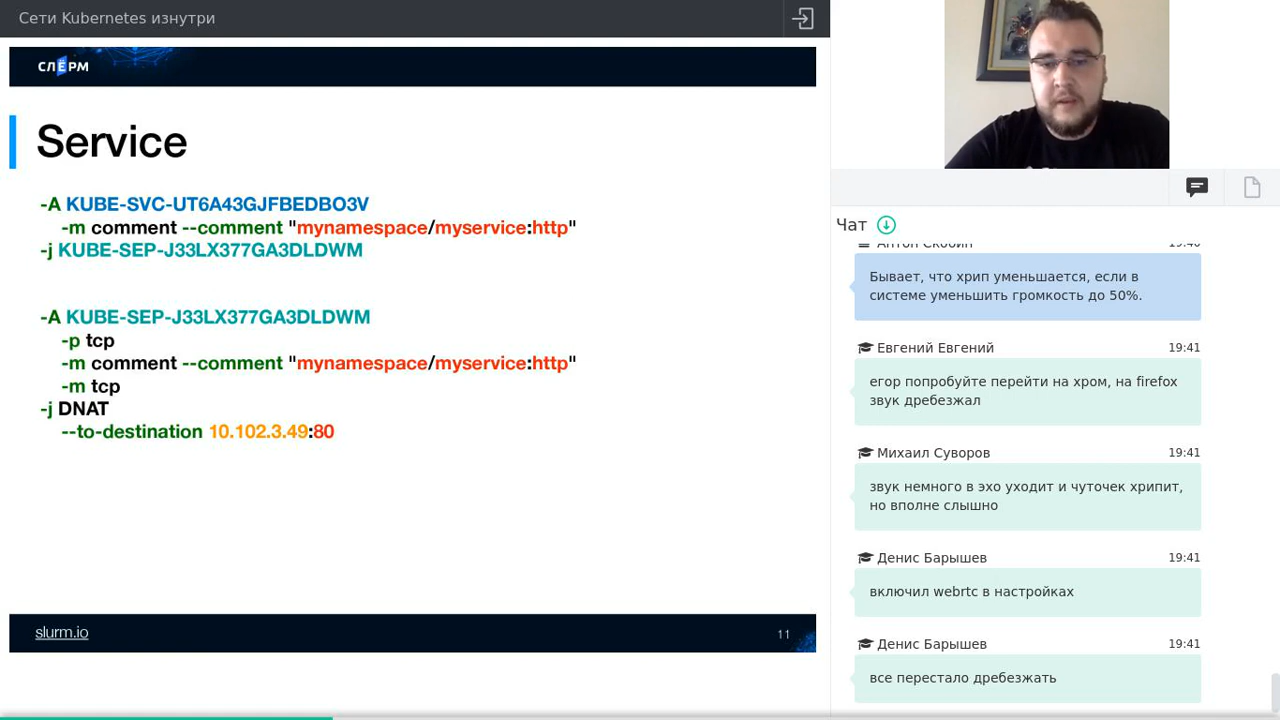 Сети Kubernetes изнутри
СЛЁРМ
Service
-A KUBE-SVC-UT6A43GJFBEDBO3V
-m comment --comment "mynamespace/myservice:http"
-j KUBE-SEP-J33LX377GA3DLDWM
-A KUBE-SEP-J33LX377GA3DLDWM
-p tcp
-m comment --comment "mynamespace/myservice:http"
-m tcp
-j DNAT
--to-destination 10.102.3.49:80
slurm.io
11
Чат
Антон Скобин 19:40
Бывает, что хрип уменьшается, если в
системе уменьшить громкость до 50%.
Евгений Евгений 19:41
егор попробуйте перейти на хром, на firefox
звук дребезжал
Михаил Суворов 19:41
звук немного в эхо уходит и чуточек хрипит,
но вполне слышно
Денис Барышев 19:41
включил webrtc в настройках
Денис Барышев 19:41
все перестало дребезжать